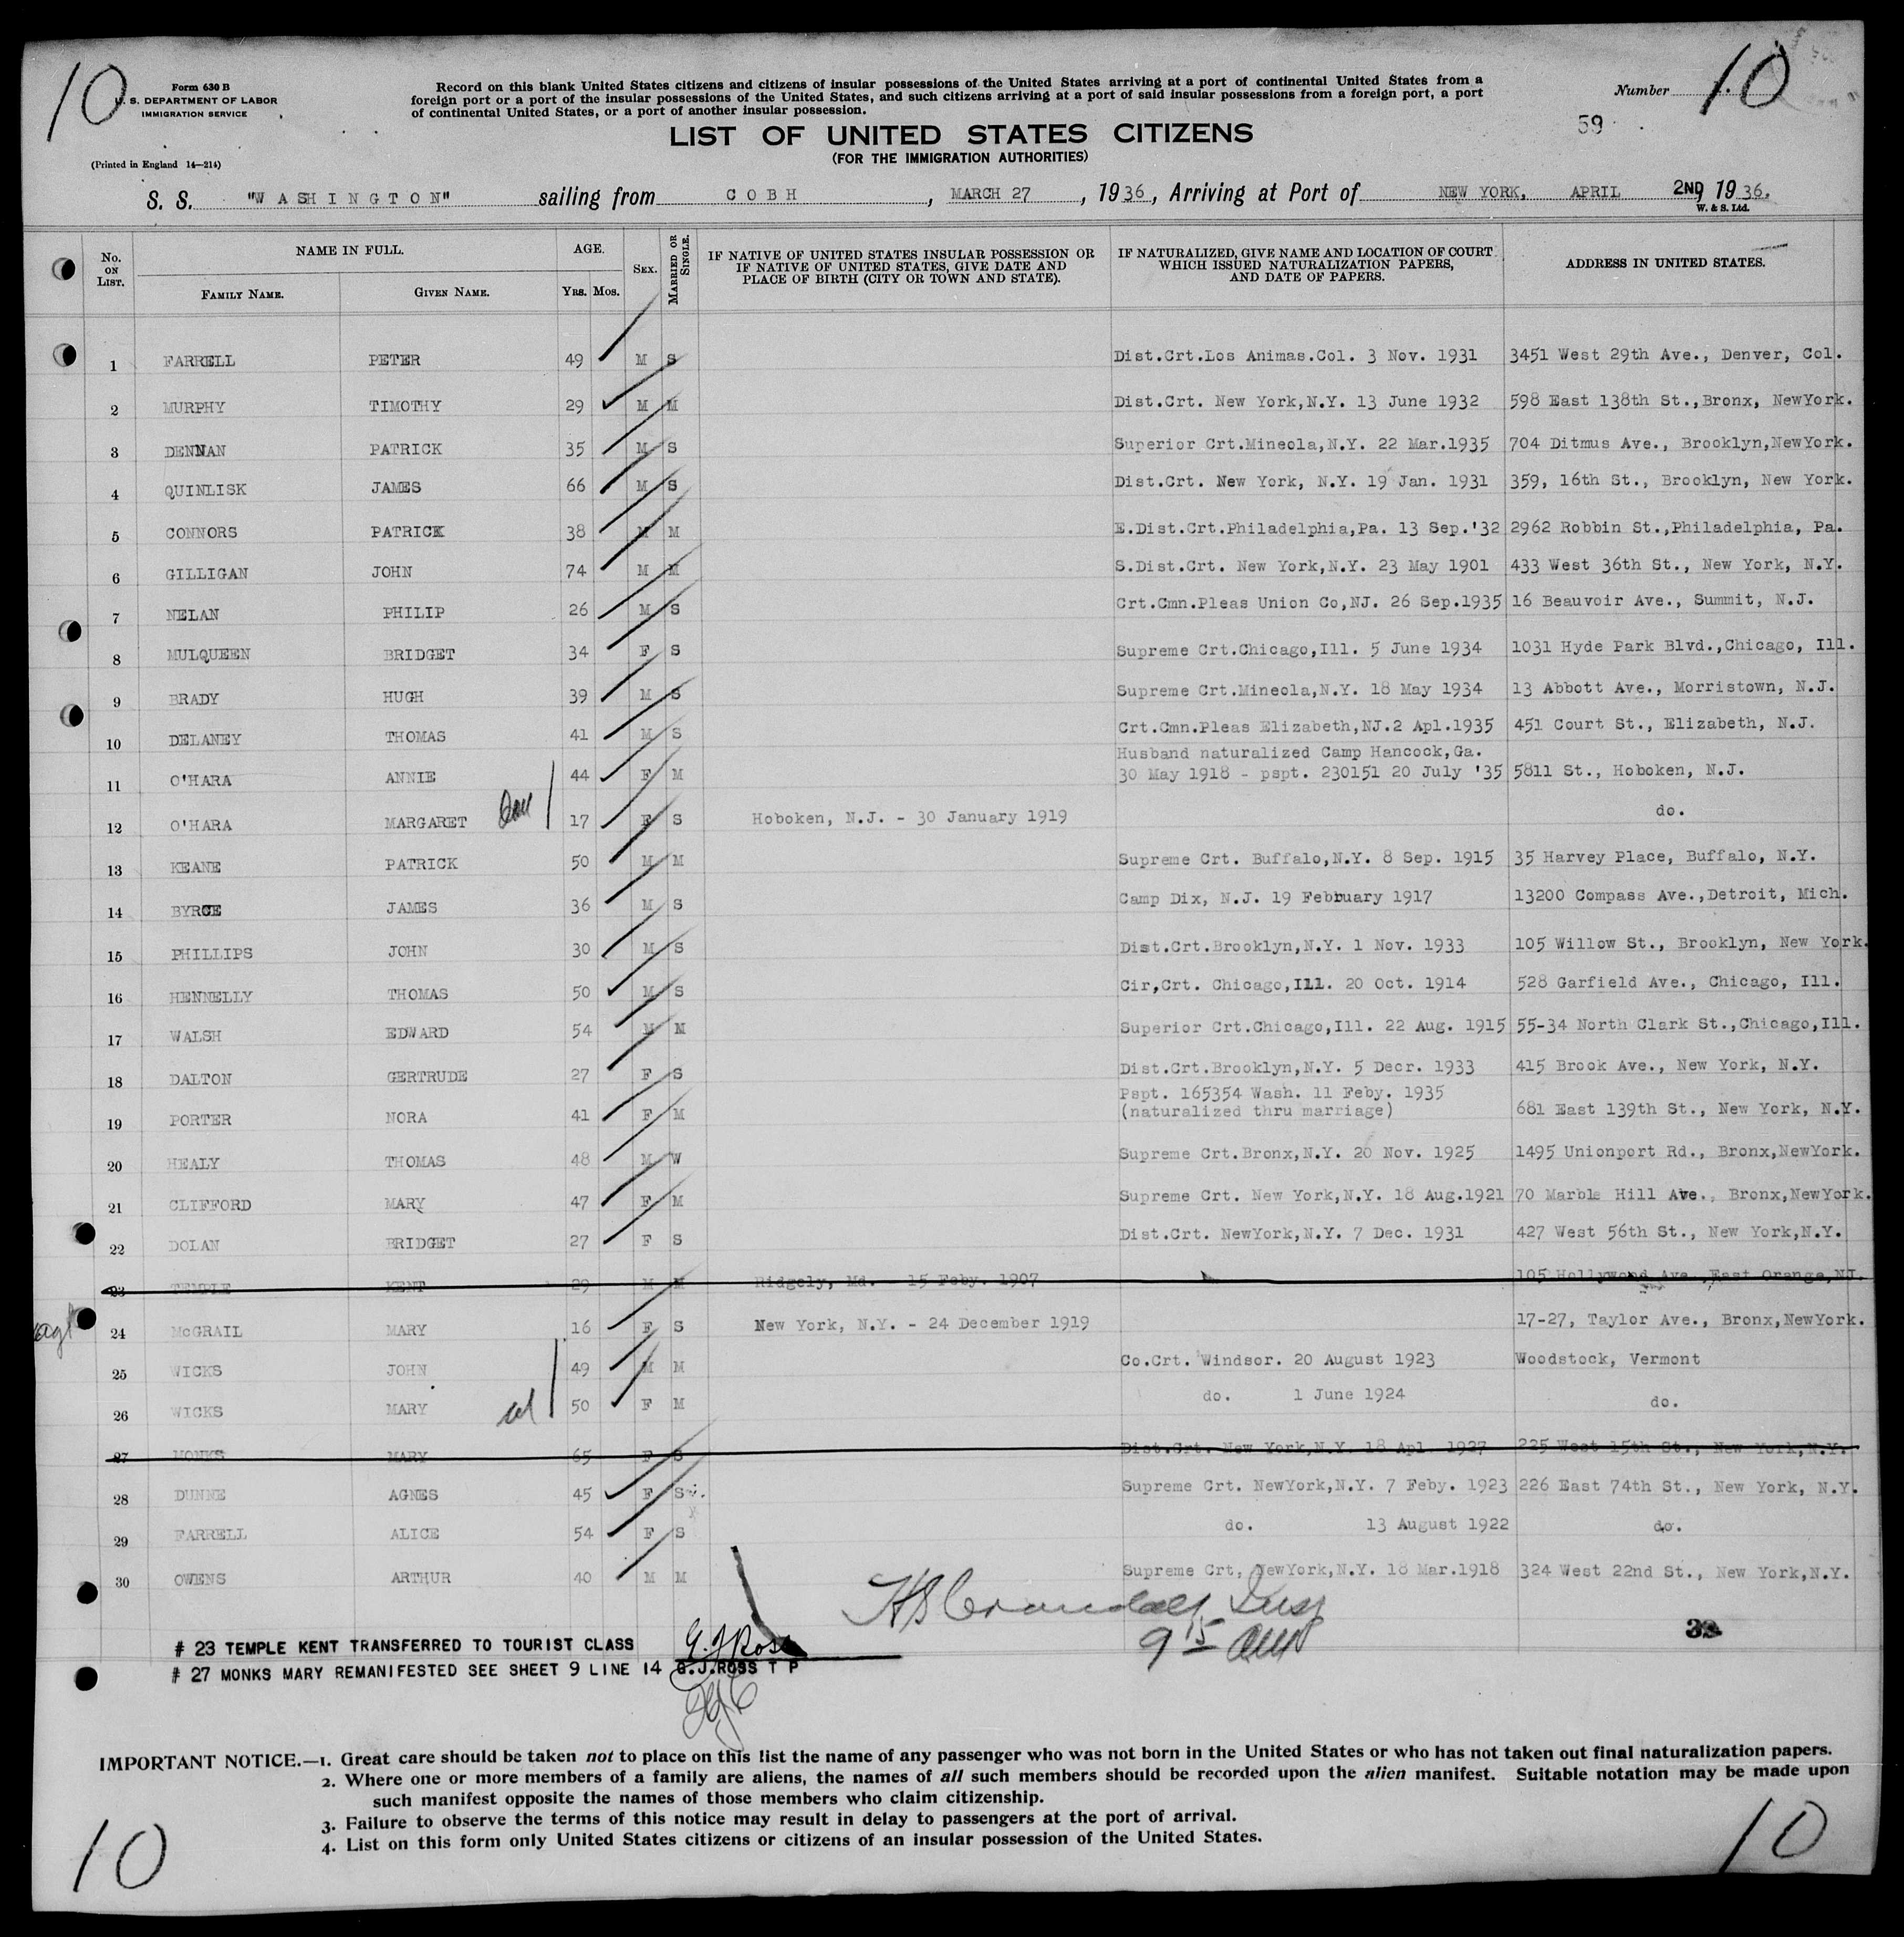 10
Form 630 B
U. S. DEPARTMENT OF LABOR
IMMIGRATION SERVICE
(Printed in England 14—214)
Record on this blank United States citizens and citizens of insular possessions of the United States arriving at a port of continental United States from a
foreign port or a port of the insular possessions of the United States, and such citizens arriving at a port of said insular possessions from a foreign port, a port
of continental United States, or a port of another insular possession.
Number 10
59
LIST OF UNITED STATES CITIZENS
(FOR THE IMMIGRATION AUTHORITIES)
S. S. "WASHINGTON" sailing from COBH, MARCH 27, 1936, Arriving at Port of NEW YORK, APRIL 2ND, 1936.
W. & S. Ltd.
No. ON LIST. NAME IN FULL. FAMILY NAME. GIVEN NAME. AGE. YRS. MOS. SEX. MARRIED OR SINGLE. IF NATIVE OF UNITED STATES INSULAR POSSESSION OR IF NATIVE OF UNITED STATES, GIVE DATE AND PLACE OF BIRTH (CITY OR TOWN AND STATE). IF NATURALIZED, GIVE NAME AND LOCATION OF COURT WHICH ISSUED NATURALIZATION PAPERS, AND DATE OF PAPERS. ADDRESS IN UNITED STATES.
1 FARRELL PETER 49 M S Dist.Crt.Los Animas.Col. 3 Nov. 1931 3451 West 29th Ave., Denver, Col.
2 MURPHY TIMOTHY 29 M M Dist.Crt. New York,N.Y. 13 June 1932 598 East 138th St.,Bronx, NewYork.
3 DENNAN PATRICK 35 M S Superior Crt.Mineola,N.Y. 22 Mar.1935 704 Ditmus Ave., Brooklyn,NewYork.
4 QUINLISK JAMES 66 M S Dist.Crt. New York, N.Y. 19 Jan. 1931 359, 16th St., Brooklyn, New York.
5 CONNORS PATRICK 38 M M E.Dist.Crt.Philadelphia,Pa. 13 Sep.'32 2962 Robbin St.,Philadelphia, Pa.
6 GILLIGAN JOHN 74 M M S.Dist.Crt. New York,N.Y. 23 May 1901 433 West 36th St., New York, N.Y.
7 NELAN PHILIP 26 M S Crt.Cmn.Pleas Union Co,NJ. 26 Sep.1935 16 Beauvoir Ave., Summit, N.J.
8 MULQUEEN BRIDGET 34 F S Supreme Crt.Chicago,Ill. 5 June 1934 1031 Hyde Park Blvd.,Chicago, Ill.
9 BRADY HUGH 39 M S Supreme Crt.Mineola,N.Y. 18 May 1934 13 Abbott Ave., Morristown, N.J.
10 DELANEY THOMAS 41 M S Crt.Cmn.Pleas Elizabeth,NJ.2 Apl.1935 451 Court St., Elizabeth, N.J.
Husband naturalized Camp Hancock,Ga.
11 O'HARA ANNIE 44 F M 30 May 1918 - pspt. 230151 20 July '35 5811 St., Hoboken, N.J.
12 O'HARA MARGARET 17 F S Hoboken, N.J. - 30 January 1919 do.
13 KEANE PATRICK 50 M M Supreme Crt. Buffalo,N.Y. 8 Sep. 1915 35 Harvey Place, Buffalo, N.Y.
14 JAMES 36 M S Camp Dix, N.J. 19 February 1917 13200 Compass Ave.,Detroit, Mich.
15 PHILLIPS JOHN 30 M S Dist.Crt.Brooklyn,N.Y. 1 Nov. 1933 105 Willow St., Brooklyn, New York.
16 HENNELLY THOMAS 50 M S Cir,Crt. Chicago,Ill. 20 Oct. 1914 528 Garfield Ave., Chicago, Ill.
17 WALSH EDWARD 54 M M Superior Crt.Chicago,Ill. 22 Aug. 1915 55-34 North Clark St.,Chicago,Ill.
18 DALTON GERTRUDE 27 F S Dist.Crt.Brooklyn,N.Y. 5 Decr. 1933 415 Brook Ave., New York, N.Y.
Pspt. 165354 Wash. 11 Feby. 1935
19 PORTER NORA 41 F M (naturalized thru marriage) 681 East 139th St., New York, N.Y.
20 HEALY THOMAS 48 M W Supreme Crt.Bronx,N.Y. 20 Nov. 1925 1495 Unionport Rd., Bronx,NewYork.
21 CLIFFORD MARY 47 F M Supreme Crt. New York,N.Y. 18 Aug.1921 70 Marble Hill Ave., Bronx,NewYork.
22 DOLAN BRIDGET 27 F S Dist.Crt. NewYork,N.Y. 7 Dec. 1931 427 West 56th St., New York,N.Y.
23 TEMPLE KENT 29 M M Ridgely, Md. - 15 Feby. 1907 105 Hollywood Ave.,East Orange,NJ.
24 McGRAIL MARY 16 F S New York, N.Y. - 24 December 1919 17-27, Taylor Ave., Bronx,NewYork.
25 WICKS JOHN 49 M M Co.Crt. Windsor. 20 August 1923 Woodstock, Vermont
26 WICKS MARY 50 F M do. 1 June 1924 do.
27 MONKS MARY 65 F S Dist.Crt. New York,N.Y. 18 Apl. 1927 225 West 15th St., New York,N.Y.
28 DUNNE AGNES 45 F S Supreme Crt. NewYork,N.Y. 7 Feby. 1923 226 East 74th St., New York, N.Y.
29 FARRELL ALICE 54 F S do. 13 August 1922 do.
30 OWENS ARTHUR 40 M M Supreme Crt, NewYork,N.Y. 18 Mar.1918 324 West 22nd St., New York,N.Y.
# 23 TEMPLE KENT TRANSFERRED TO TOURIST CLASS G.J.Ross
# 27 MONKS MARY REMANIFESTED SEE SHEET 9 LINE 14 G.J.ROSS T P
9 15
IMPORTANT NOTICE.—1. Great care should be taken not to place on this list the name of any passenger who was not born in the United States or who has not taken out final naturalization papers.
2. Where one or more members of a family are aliens, the names of all such members should be recorded upon the alien manifest. Suitable notation may be made upon
such manifest opposite the names of those members who claim citizenship.
3. Failure to observe the terms of this notice may result in delay to passengers at the port of arrival.
4. List on this form only United States citizens or citizens of an insular possession of the United States.
10
10